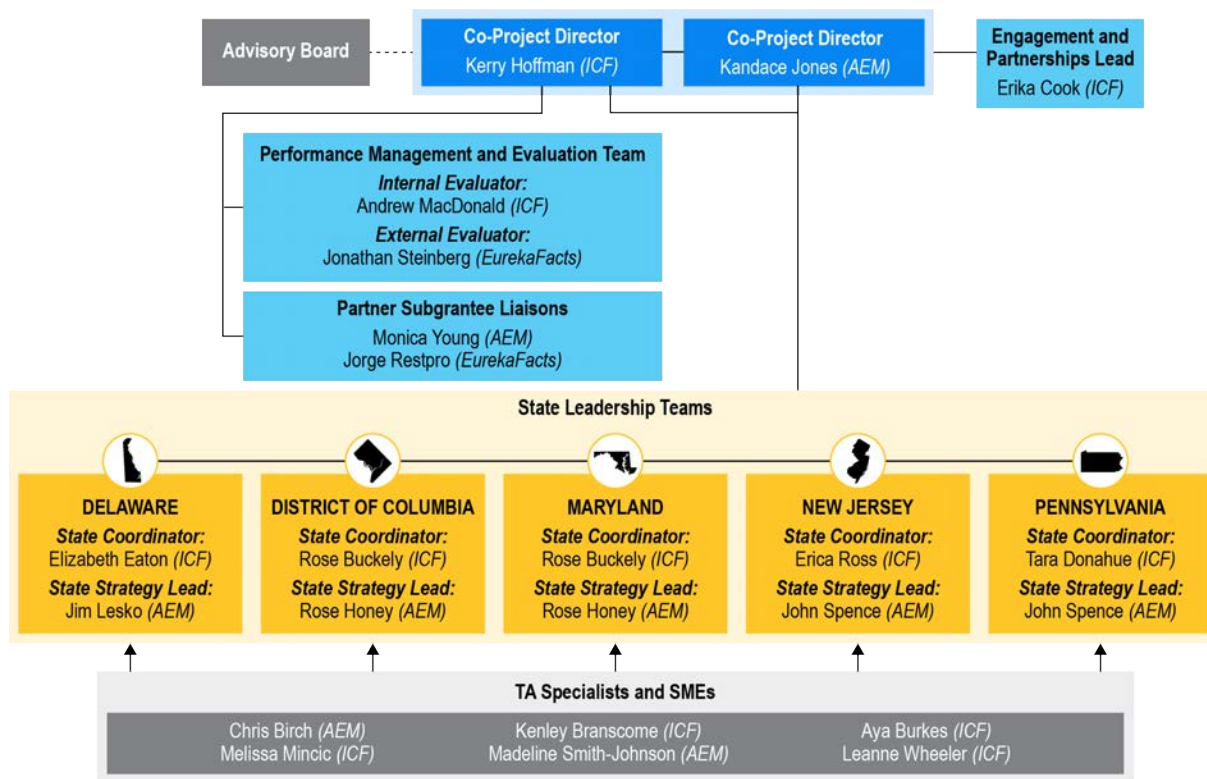 Advisory Board
Co-Project Director
Kerry Hoffman (ICF)
Co-Project Director
Kandace Jones (AEM)
Engagement and
Partnerships Lead
Erika Cook (ICF)
Performance Management and Evaluation Team
Internal Evaluator:
Andrew MacDonald (ICF)
External Evaluator:
Jonathan Steinberg (EurekaFacts)
Partner Subgrantee Liaisons
Monica Young (AEM)
Jorge Restpro (EurekaFacts)
State Leadership Teams
DELAWARE
State Coordinator:
Elizabeth Eaton (ICF)
State Strategy Lead:
Jim Lesko (AEM)
DISTRICT OF COLUMBIA
State Coordinator:
Rose Buckely (ICF)
State Strategy Lead:
Rose Honey (AEM)
MARYLAND
State Coordinator:
Rose Buckely (ICF)
State Strategy Lead:
Rose Honey (AEM)
NEW JERSEY
State Coordinator:
Erica Ross (ICF)
State Strategy Lead:
John Spence (AEM)
PENNSYLVANIA
State Coordinator:
Tara Donahue (ICF)
State Strategy Lead:
John Spence (AEM)
TA Specialists and SMEs
Chris Birch (AEM)
Melissa Mincic (ICF)
Kenley Branscome (ICF)
Madeline Smith-Johnson (AEM)
Aya Burkes (ICF)
Leanne Wheeler (ICF)